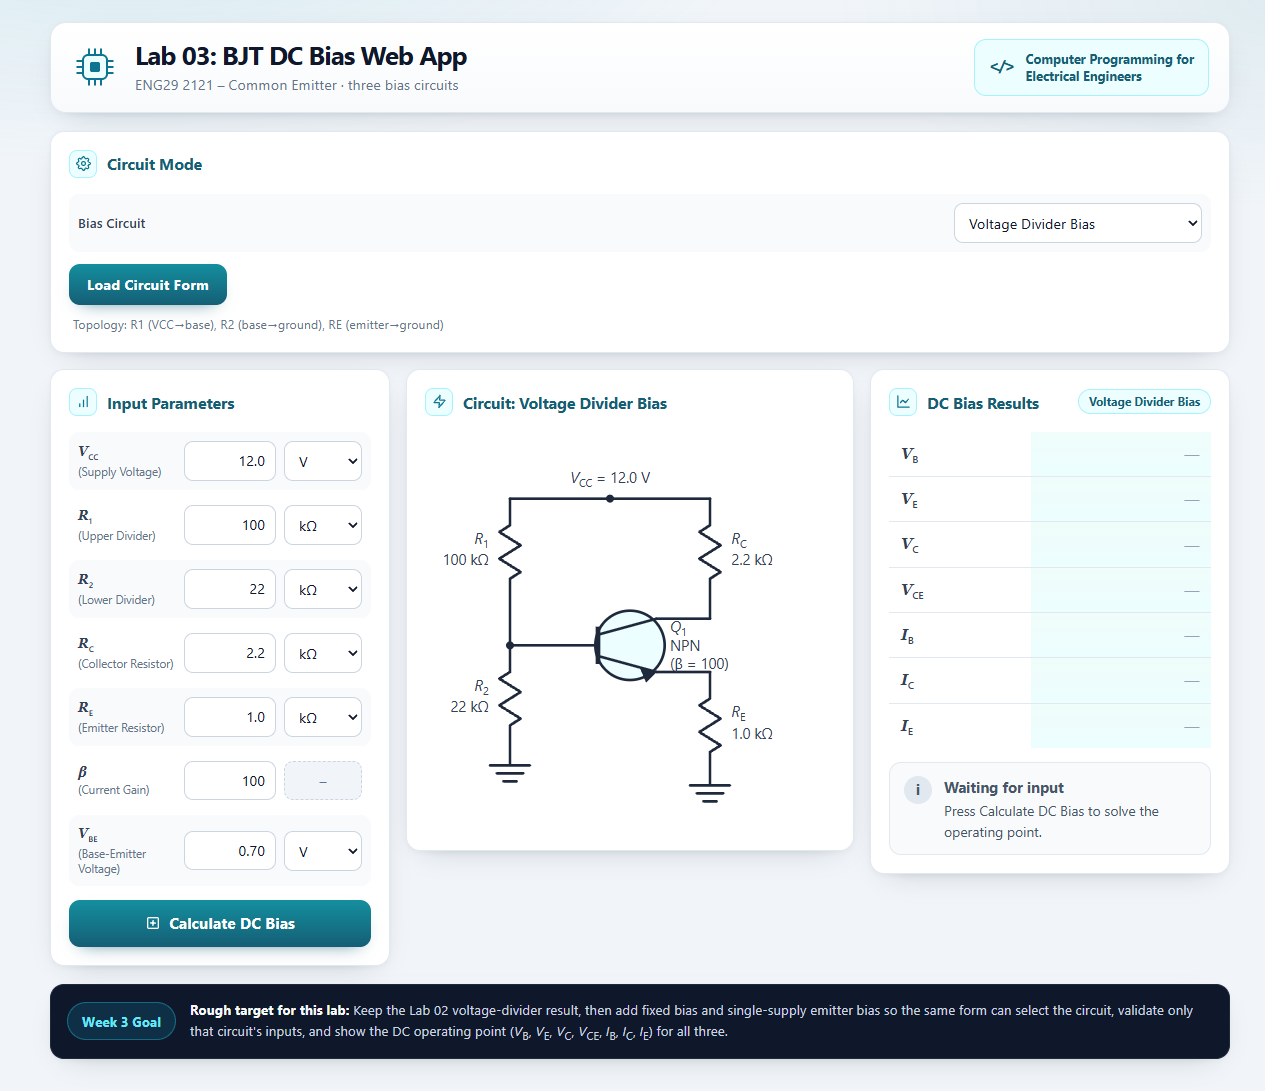 Lab 03: BJT DC Bias Web App
ENG29 2121 – Common Emitter · three bias circuits
</> Computer Programming for
Electrical Engineers
Circuit Mode
Bias Circuit
Voltage Divider Bias
Load Circuit Form
Topology: R1 (VCC→base), R2 (base→ground), RE (emitter→ground)
Input Parameters
VCC
(Supply Voltage)
12.0
V
R1
(Upper Divider)
100
kΩ
R2
(Lower Divider)
22
kΩ
RC
(Collector Resistor)
2.2
kΩ
RE
(Emitter Resistor)
1.0
kΩ
β
(Current Gain)
100
–
VBE
(Base-Emitter
Voltage)
0.70
V
Calculate DC Bias
Circuit: Voltage Divider Bias
VCC = 12.0 V
R1
100 kΩ
RC
2.2 kΩ
Q1
NPN
(β = 100)
R2
22 kΩ
RE
1.0 kΩ
DC Bias Results
Voltage Divider Bias
VB —
VE —
VC —
VCE —
IB —
IC —
IE —
i
Waiting for input
Press Calculate DC Bias to solve the
operating point.
Week 3 Goal
Rough target for this lab: Keep the Lab 02 voltage-divider result, then add fixed bias and single-supply emitter bias so the same form can select the circuit, validate only
that circuit's inputs, and show the DC operating point (VB, VE, VC, VCE, IB, IC, IE) for all three.